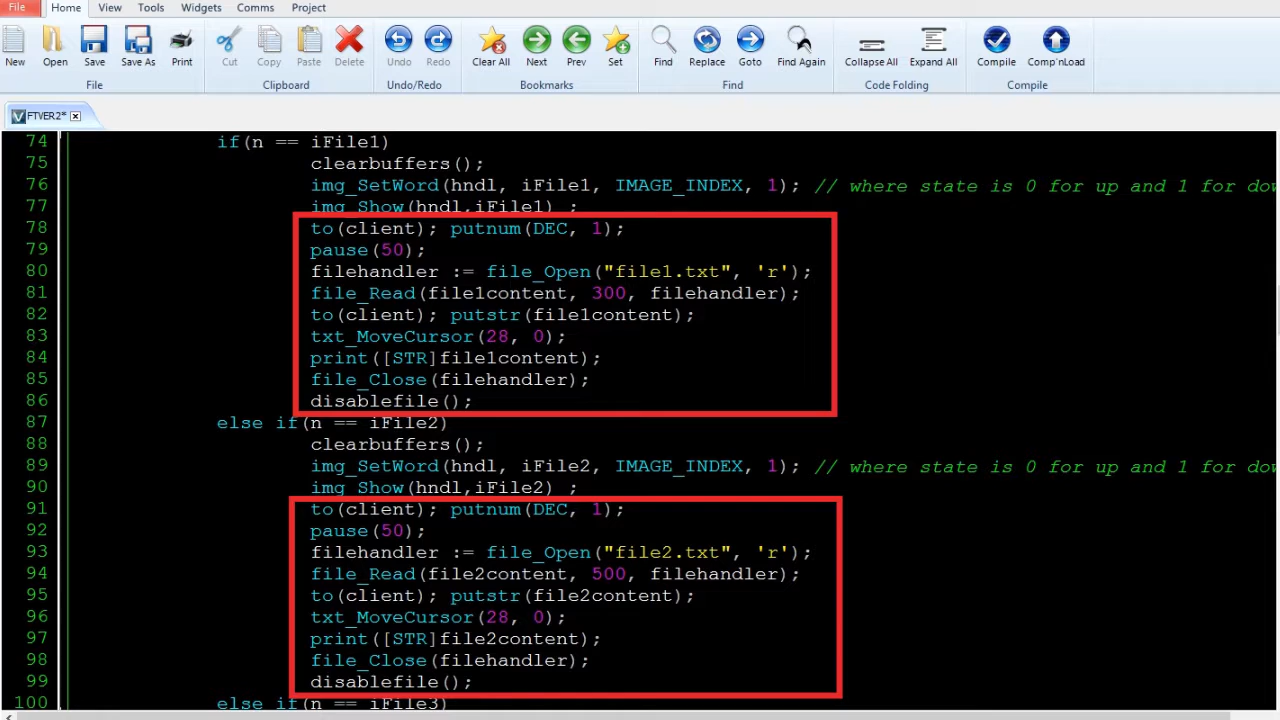 File Home View Tools Widgets Comms Project
New Open Save Save As Print Cut Copy Paste Delete Undo Redo Clear All Next Prev Set Find Replace Goto Find Again Collapse All Expand All Compile Comp'nLoad
File Clipboard Undo/Redo Bookmarks Find Code Folding Compile
FTVER2*
74 if(n == iFile1)
75 clearbuffers();
76 img_SetWord(hndl, iFile1, IMAGE_INDEX, 1); // where state is 0 for up and 1 for dow
77 img_Show(hndl,iFile1) ;
78 to(client); putnum(DEC, 1);
79 pause(50);
80 filehandler := file_Open("file1.txt", 'r');
81 file_Read(file1content, 300, filehandler);
82 to(client); putstr(file1content);
83 txt_MoveCursor(28, 0);
84 print([STR]file1content);
85 file_Close(filehandler);
86 disablefile();
87 else if(n == iFile2)
88 clearbuffers();
89 img_SetWord(hndl, iFile2, IMAGE_INDEX, 1); // where state is 0 for up and 1 for dow
90 img_Show(hndl,iFile2) ;
91 to(client); putnum(DEC, 1);
92 pause(50);
93 filehandler := file_Open("file2.txt", 'r');
94 file_Read(file2content, 500, filehandler);
95 to(client); putstr(file2content);
96 txt_MoveCursor(28, 0);
97 print([STR]file2content);
98 file_Close(filehandler);
99 disablefile();
100 else if(n == iFile3)